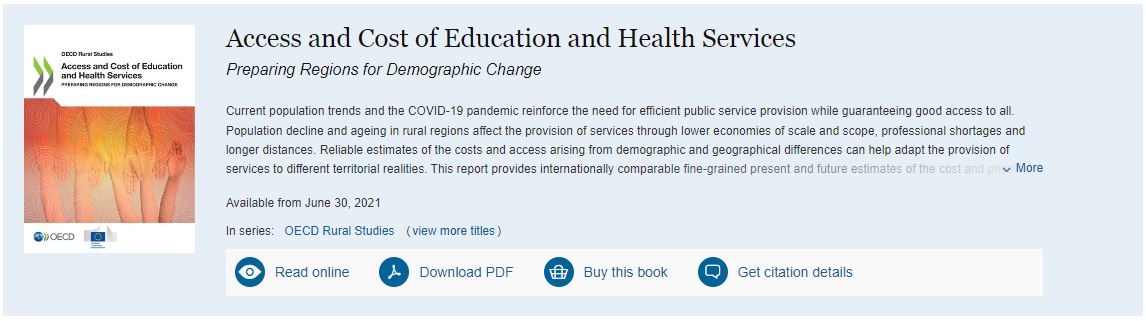 OECD Rural Studies
Access and Cost of Education
and Health Services
PREPARING REGIONS FOR DEMOGRAPHIC CHANGE
OECD
Access and Cost of Education and Health Services
Preparing Regions for Demographic Change
Current population trends and the COVID-19 pandemic reinforce the need for efficient public service provision while guaranteeing good access to all.
Population decline and ageing in rural regions affect the provision of services through lower economies of scale and scope, professional shortages and
longer distances. Reliable estimates of the costs and access arising from demographic and geographical differences can help adapt the provision of
services to different territorial realities. This report provides internationally comparable fine-grained present and future estimates of the cost and ph More
Available from June 30, 2021
In series: OECD Rural Studies (view more titles)
Read online Download PDF Buy this book Get citation details